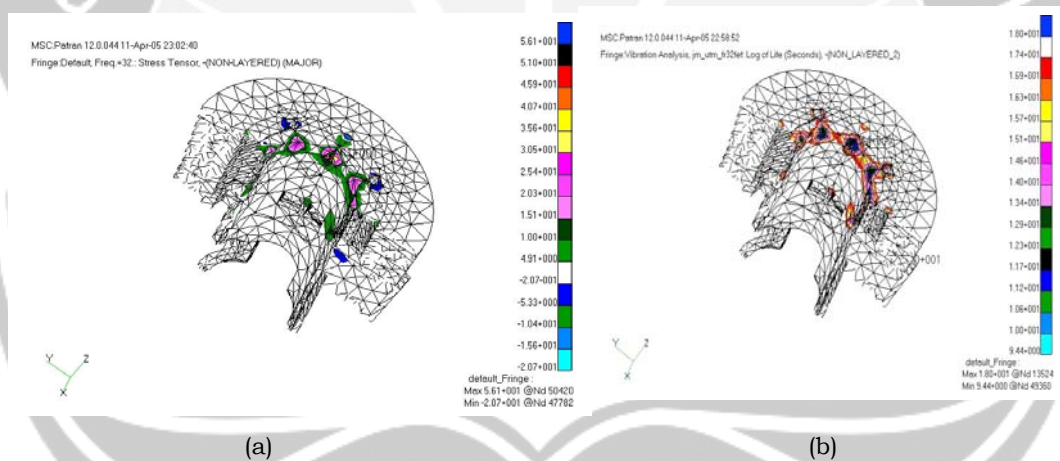 MSC.Patran 12.0.044 11-Apr-05 23:02:40
Fringe:Default, Freq.=32.: Stress Tensor, -(NON-LAYERED) (MAJOR)
5.61+001
5.10+001
4.59+001
4.07+001
3.56+001
3.05+001
2.54+001
2.03+001
1.51+001
1.00+001
4.91 000
-2.07-001
-5.33+000
-1.04+001
-1.56+001
-2.07+001
default_Fringe :
Max 5.61+001 @Nd 50420
Min -2.07+001 @Nd 47782
Y Z
X
(a)
MSC.Patran 12.0.044 11-Apr-05 22:58:52
Fringe:Vibration Analysis, Log of Life (Seconds), -(NON_LAYERED_2)
1.80+001
1.74+001
1.69+001
1.63+001
1.57+001
1.51+001
1.46+001
1.40+001
1.34+001
1.29+001
1.23+001
1.17+001
1.12+001
1.06+001
1.00+001
9.44+000
default_Fringe :
Max 1.80+001 @Nd 13524
Min 9.44+000 @Nd 49360
Y Z
X
(b)